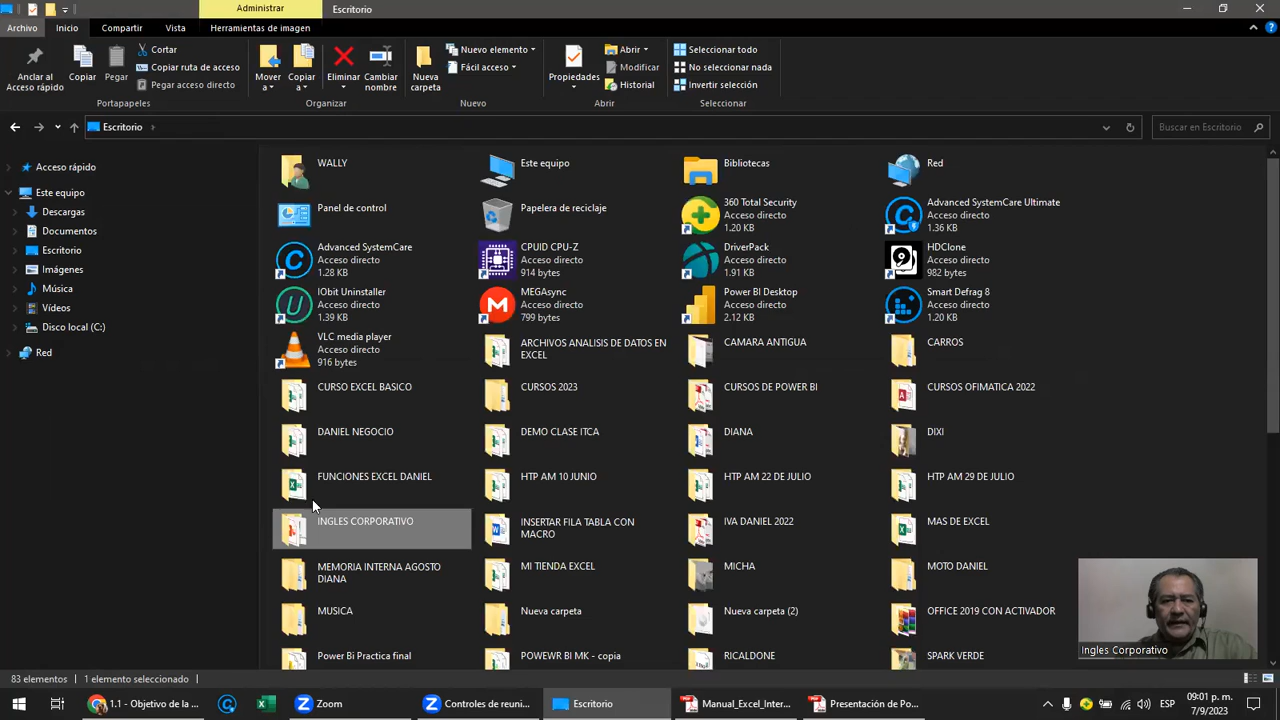 Administrar
Escritorio
Archivo
Inicio
Compartir
Vista
Herramientas de imagen
Anclar al
Acceso rápido
Copiar
Pegar
Cortar
Copiar ruta de acceso
Pegar acceso directo
Portapapeles
Mover
a
Copiar
a
Eliminar
Cambiar
nombre
Organizar
Nueva
carpeta
Nuevo elemento
Fácil acceso
Nuevo
Propiedades
Abrir
Modificar
Historial
Abrir
Seleccionar todo
No seleccionar nada
Invertir selección
Seleccionar
Escritorio
Buscar en Escritorio
Acceso rápido
Este equipo
Descargas
Documentos
Escritorio
Imágenes
Música
Vídeos
Disco local (C:)
Red
WALLY
Este equipo
Bibliotecas
Red
Panel de control
Papelera de reciclaje
360 Total Security
Acceso directo
1.20 KB
Advanced SystemCare Ultimate
Acceso directo
1.36 KB
Advanced SystemCare
Acceso directo
1.28 KB
CPUID CPU-Z
Acceso directo
914 bytes
DriverPack
Acceso directo
1.91 KB
HDClone
Acceso directo
982 bytes
IObit Uninstaller
Acceso directo
1.39 KB
MEGAsync
Acceso directo
799 bytes
Power BI Desktop
Acceso directo
2.12 KB
Smart Defrag 8
Acceso directo
1.20 KB
VLC media player
Acceso directo
916 bytes
ARCHIVOS ANALISIS DE DATOS EN
EXCEL
CAMARA ANTIGUA
CARROS
CURSO EXCEL BASICO
CURSOS 2023
CURSOS DE POWER BI
CURSOS OFIMATICA 2022
DANIEL NEGOCIO
DEMO CLASE ITCA
DIANA
DIXI
FUNCIONES EXCEL DANIEL
HTP AM 10 JUNIO
HTP AM 22 DE JULIO
HTP AM 29 DE JULIO
INGLES CORPORATIVO
INSERTAR FILA TABLA CON
MACRO
IVA DANIEL 2022
MAS DE EXCEL
MEMORIA INTERNA AGOSTO
DIANA
MI TIENDA EXCEL
MICHA
MOTO DANIEL
MUSICA
Nueva carpeta
Nueva carpeta (2)
OFFICE 2019 CON ACTIVADOR
Power Bi Practica final
POWEWR BI MK - copia
RICALDONE
SPARK VERDE
Ingles Corporativo
83 elementos
1 elemento seleccionado
1.1 - Objetivo de la ...
Zoom
Controles de reuni...
Escritorio
Manual_Excel_Inter...
Presentación de Po...
ESP
09:01 p. m.
7/9/2023